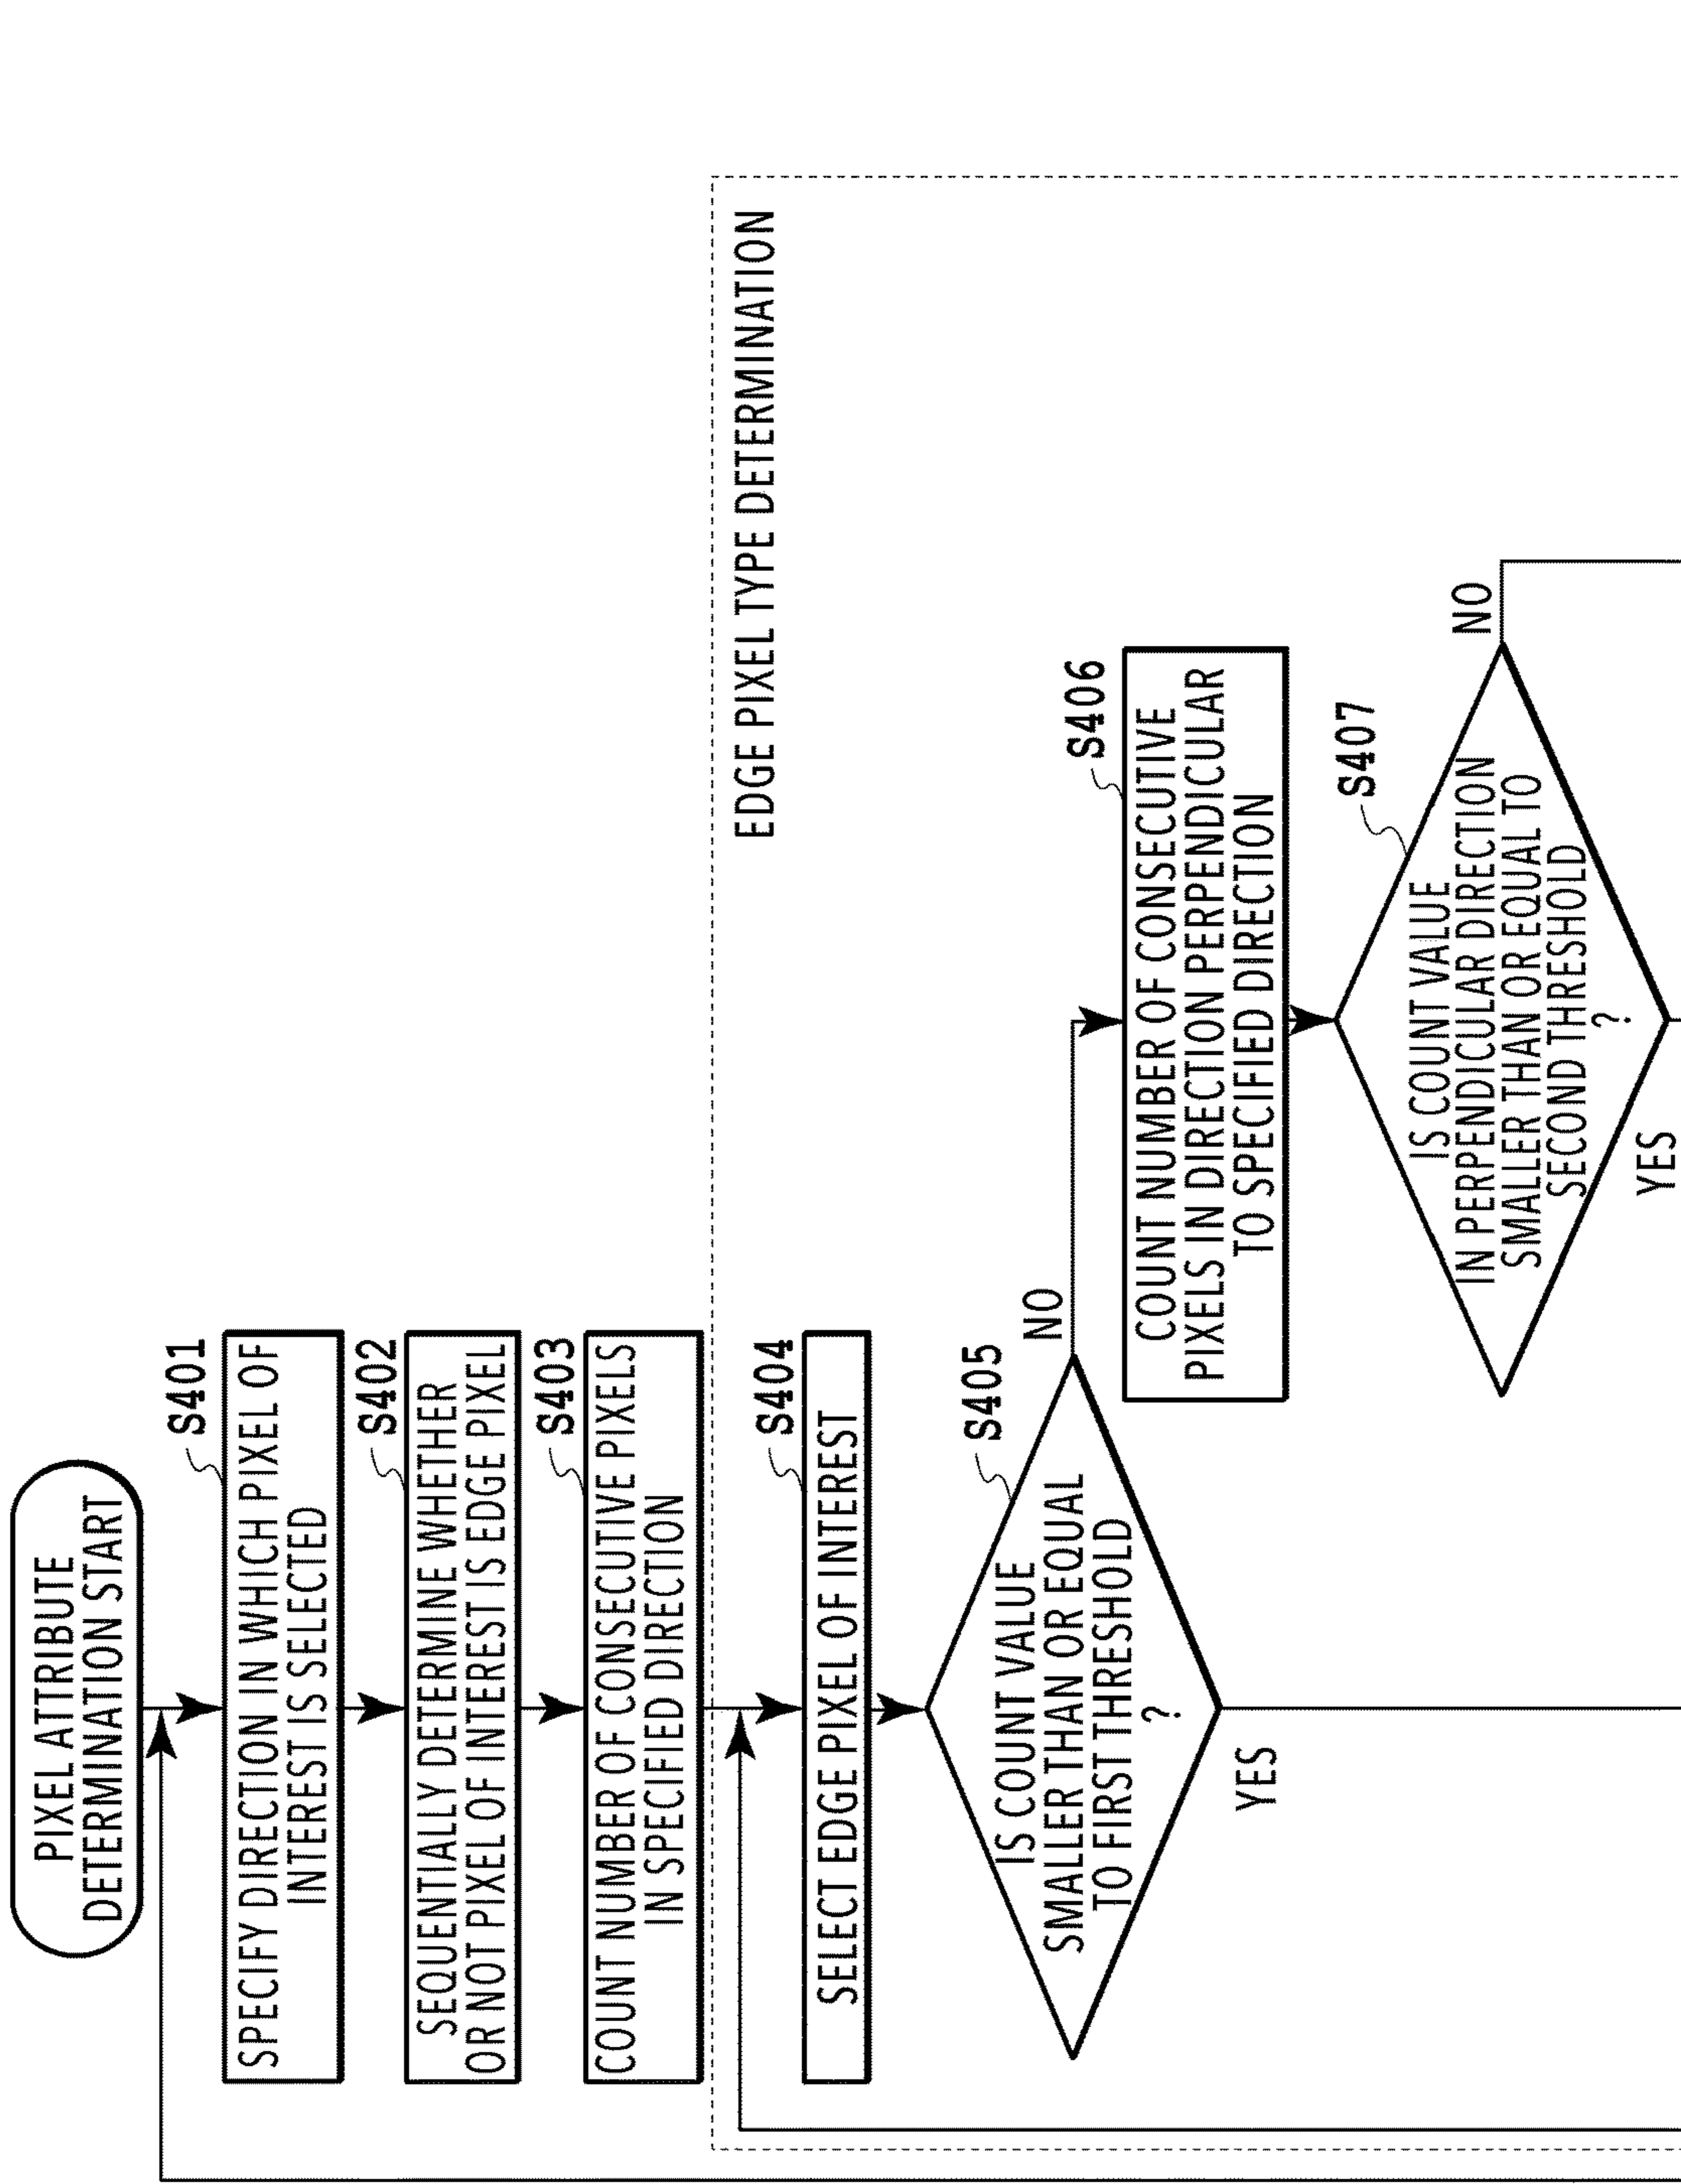 PIXEL ATTRIBUTE
DETERMINATION START
S401
SPECIFY DIRECTION IN WHICH PIXEL OF
INTEREST IS SELECTED
S402
SEQUENTIALLY DETERMINE WHETHER
OR NOT PIXEL OF INTEREST IS EDGE PIXEL
S403
COUNT NUMBER OF CONSECUTIVE PIXELS
IN SPECIFIED DIRECTION
EDGE PIXEL TYPE DETERMINATION
S404
SELECT EDGE PIXEL OF INTEREST
S405
IS COUNT VALUE
SMALLER THAN OR EQUAL
TO FIRST THRESHOLD
?
NO
YES
S406
COUNT NUMBER OF CONSECUTIVE
PIXELS IN DIRECTION PERPENDICULAR
TO SPECIFIED DIRECTION
S407
IS COUNT VALUE
IN PERPENDICULAR DIRECTION
SMALLER THAN OR EQUAL TO
SECOND THRESHOLD
?
NO
YES